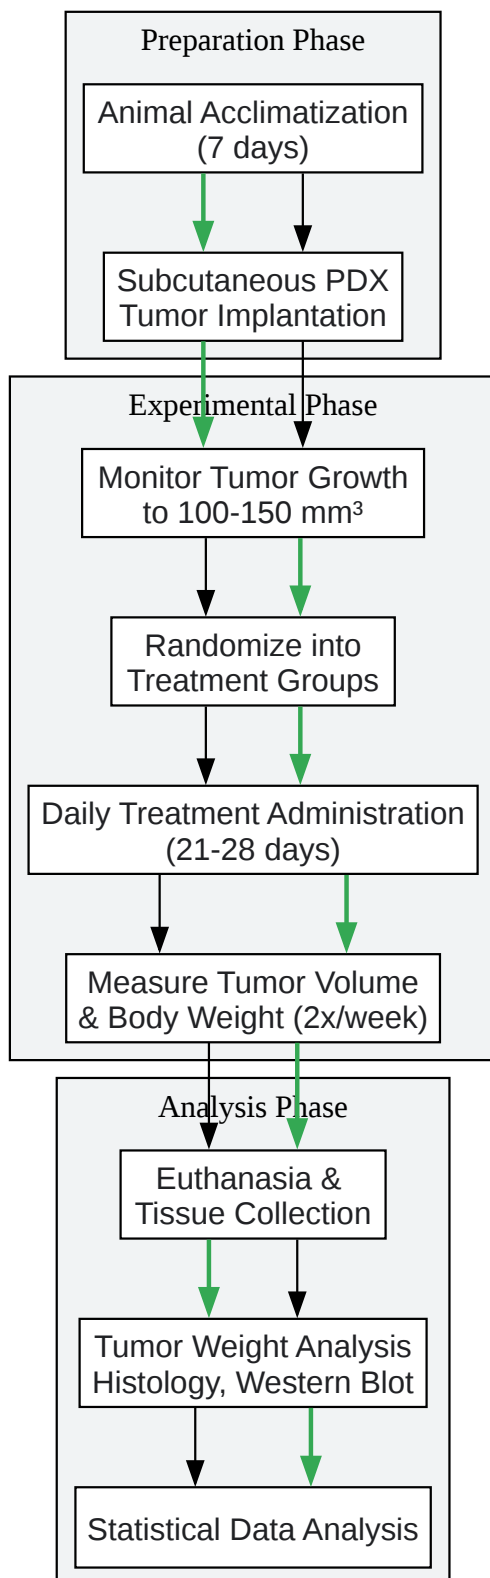 Preparation Phase
Animal Acclimatization
(7 days)
Subcutaneous PDX
Tumor Implantation
Experimental Phase
Monitor Tumor Growth
to 100-150 mm³
Randomize into
Treatment Groups
Daily Treatment Administration
(21-28 days)
Measure Tumor Volume
& Body Weight (2x/week)
Analysis Phase
Euthanasia &
Tissue Collection
Tumor Weight Analysis
Histology, Western Blot
Statistical Data Analysis